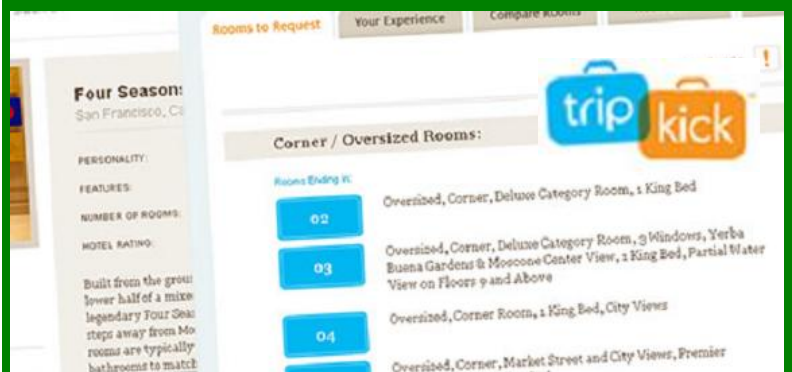 Rooms to Request
Your Experience
Compare Rooms
!
trip kick
Four Seasons
San Francisco, Ca
PERSONALITY:
FEATURES:
NUMBER OF ROOMS:
HOTEL RATING:
Built from the grou
lower half of a mixe
legendary Four Seas
steps away from Mo
rooms are typically
bathrooms to match
Corner / Oversized Rooms:
Rooms Ending in:
02
Oversized, Corner, Deluxe Category Room, 1 King Bed
03
Oversized, Corner, Deluxe Category Room, 3 Windows, Yerba
Buena Gardens & Moscone Center View, 1 King Bed, Partial Water
View on Floors 9 and Above
04
Oversized, Corner Room, 1 King Bed, City Views
Oversized, Corner, Market Street and City Views, Premier